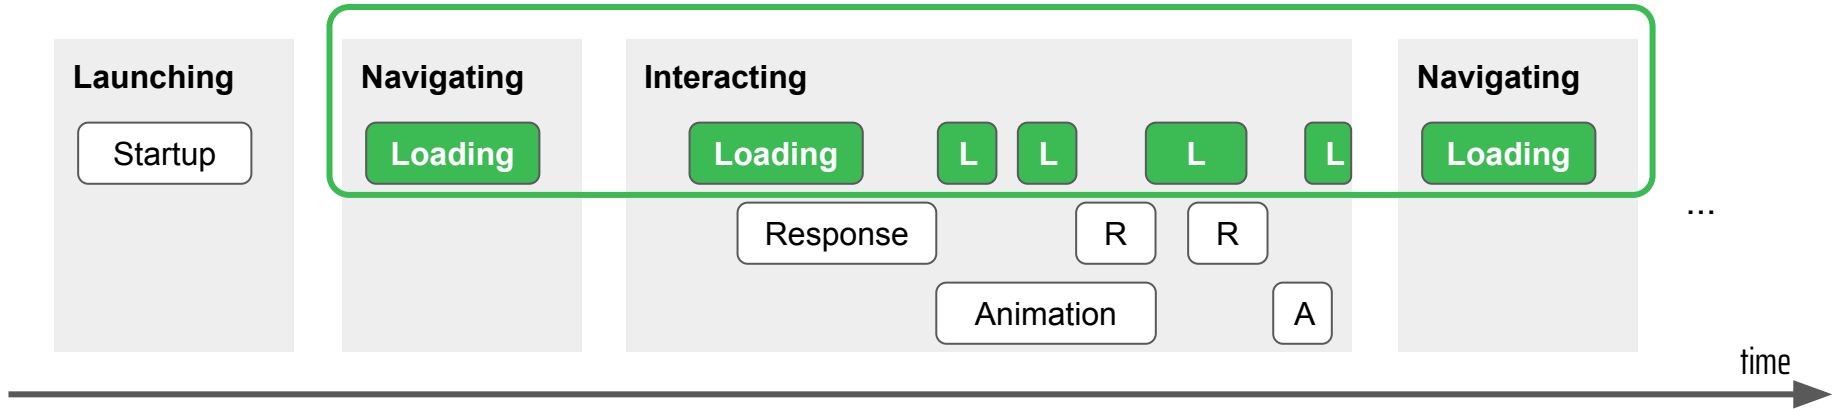 Launching
Navigating
Interacting
Navigating
Startup
Loading
Loading
L
L
L
L
Loading
Response
R
R
...
Animation
A
time